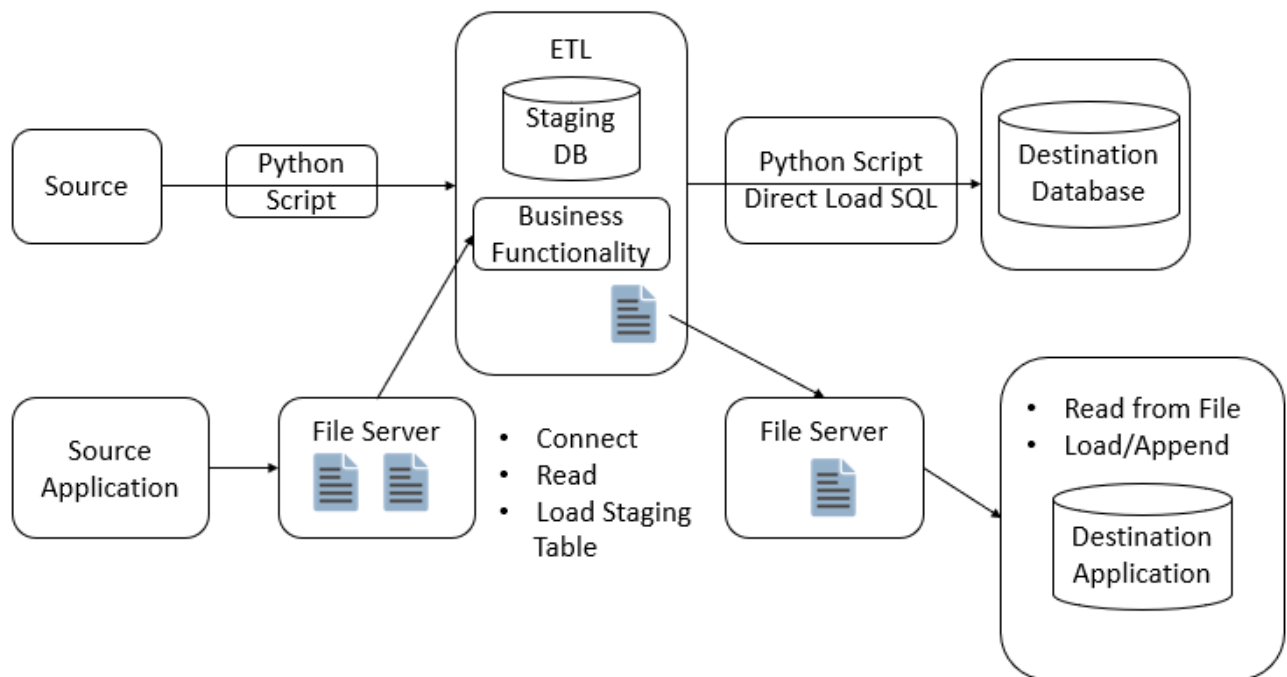 ETL
Staging
DB
Source
Python
Script
Business
Functionality
Python Script
Direct Load SQL
Destination
Database
Source
Application
File Server
• Connect
• Read
• Load Staging
Table
File Server
• Read from File
• Load/Append
Destination
Application